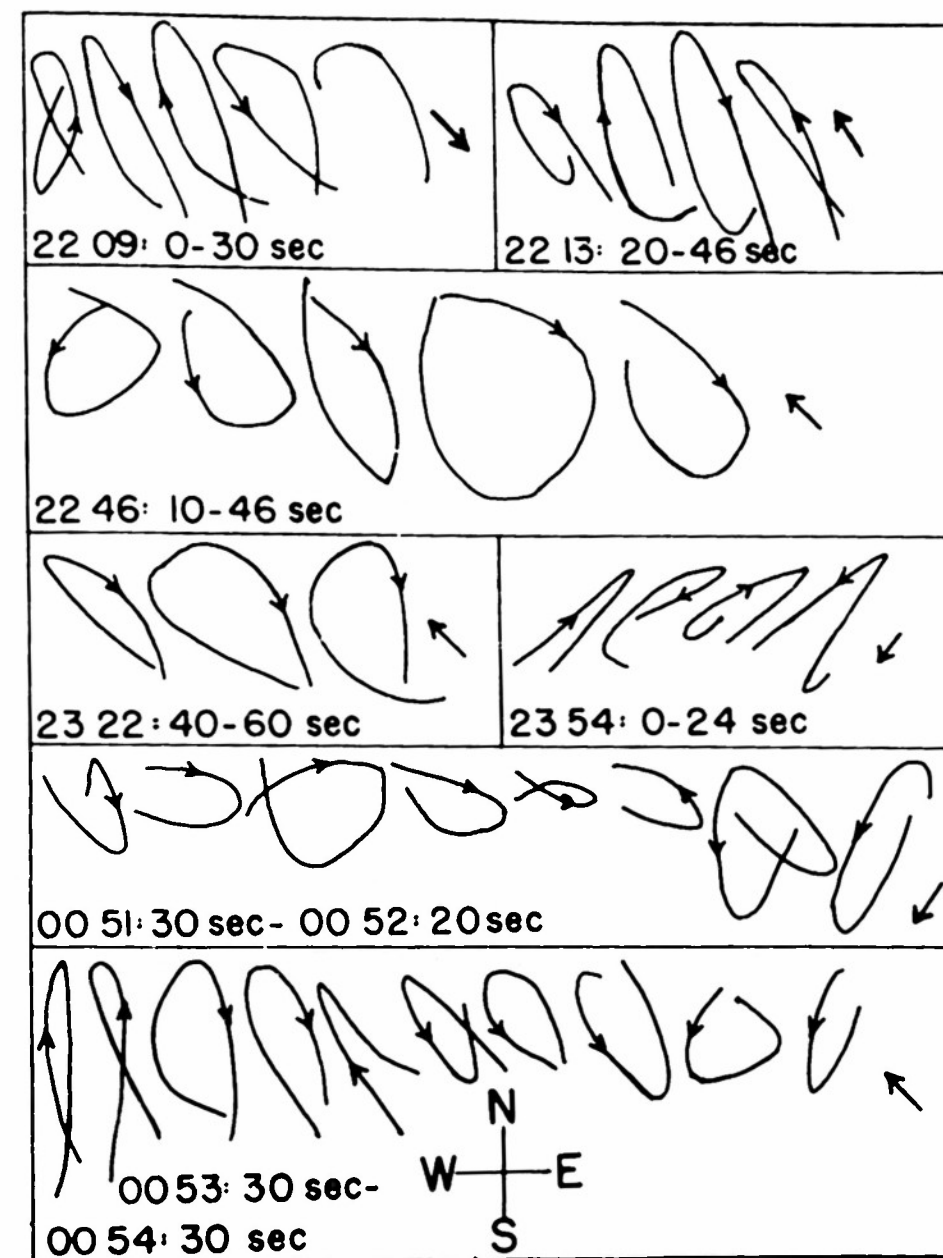 22 09: 0-30 sec
22 13: 20-46 sec
22 46: 10-46 sec
23 22: 40-60 sec
23 54: 0-24 sec
00 51: 30 sec- 00 52: 20 sec
N
W E
S
00 53: 30 sec-
00 54: 30 sec